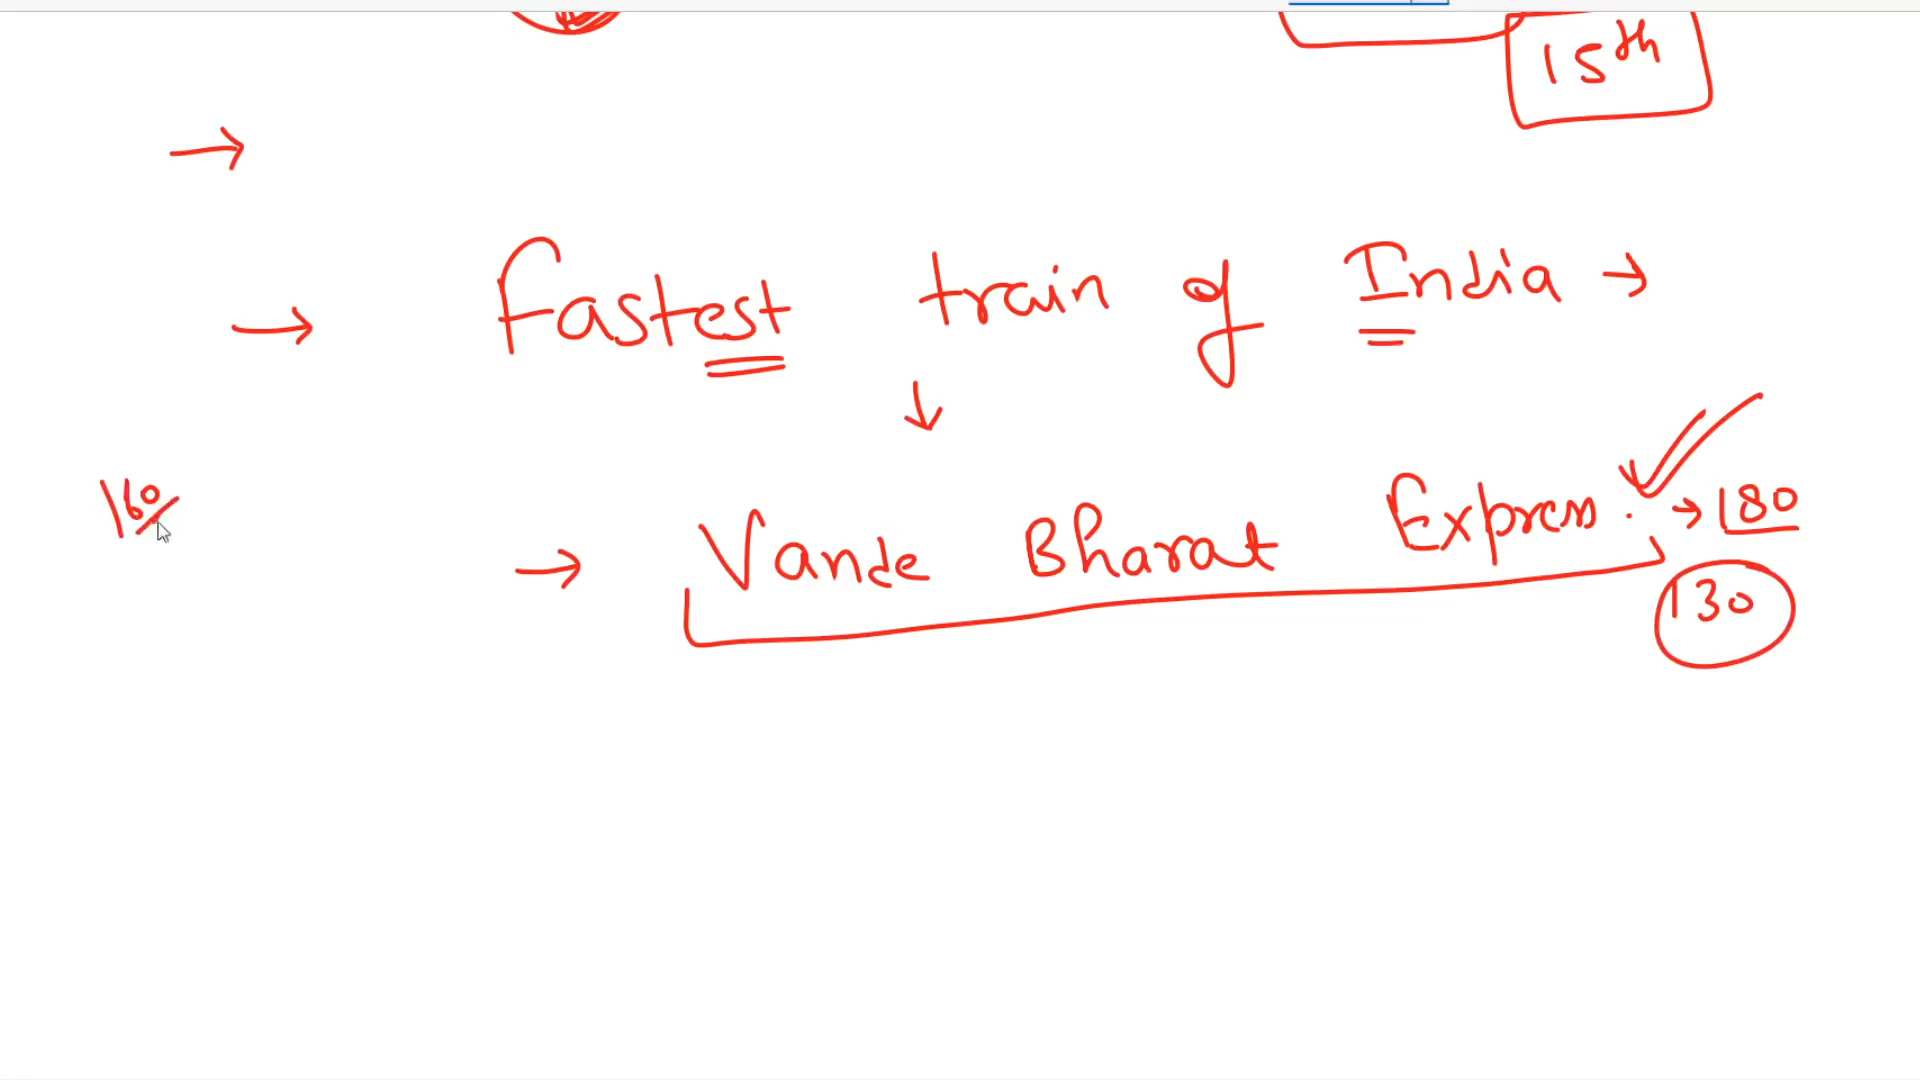 15th
→
→ Fastest train of India →
↓
160
→ Vande Bharat Express. → 180
130